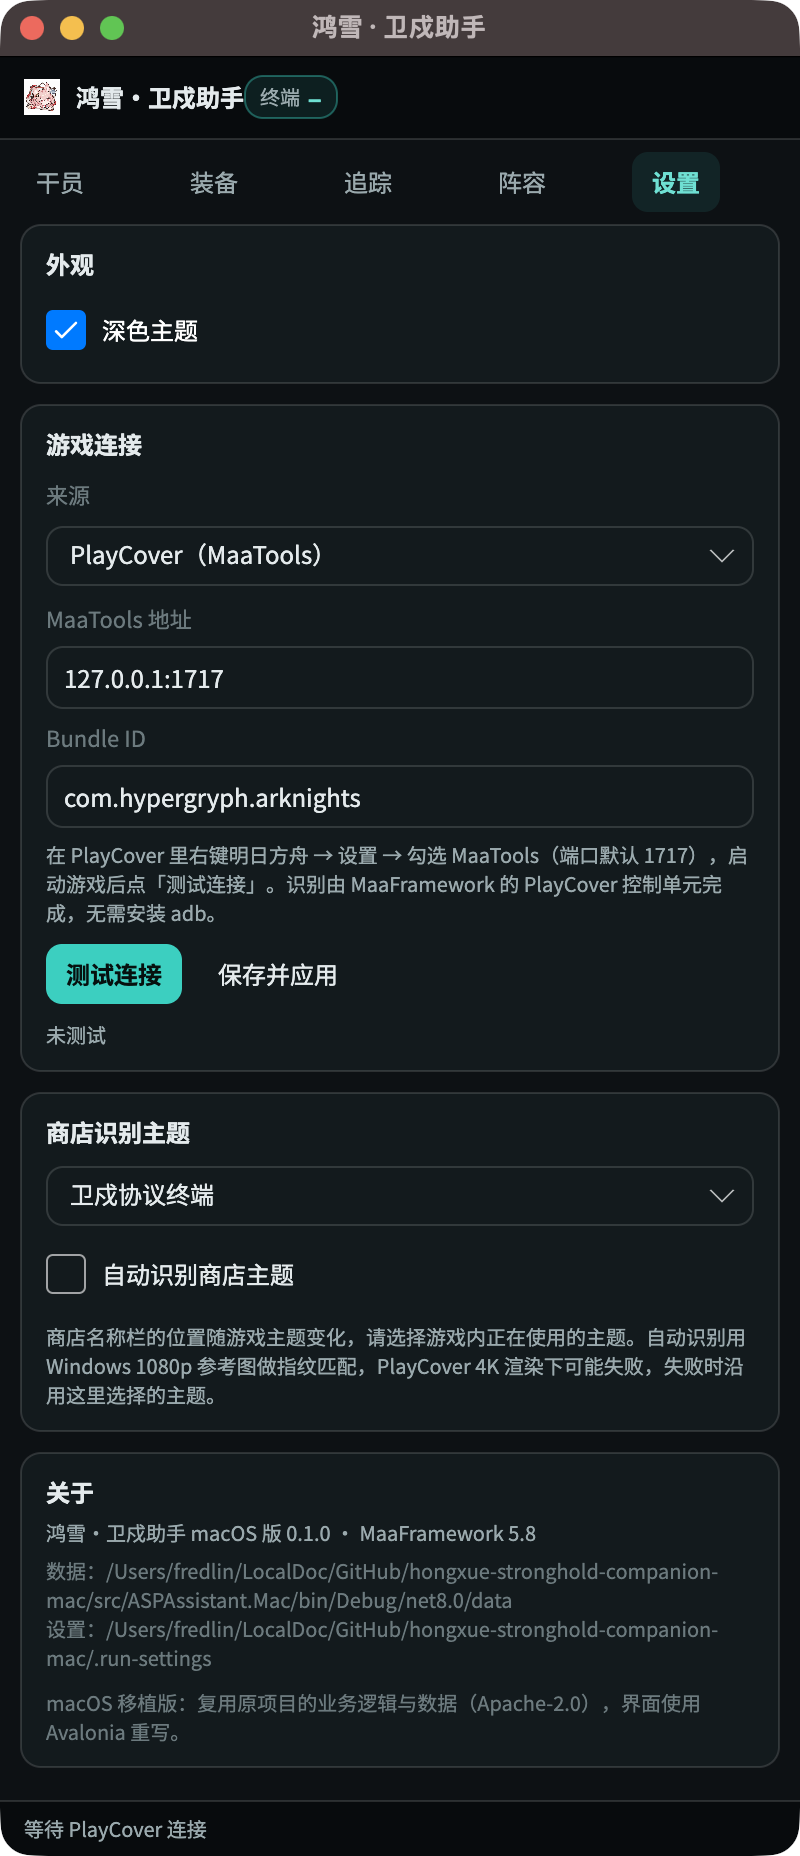 鸿雪 · 卫戍助手
鸿雪·卫戍助手
终端 –
干员
装备
追踪
阵容
设置
外观
深色主题
游戏连接
来源
PlayCover（MaaTools）
MaaTools 地址
127.0.0.1:1717
Bundle ID
com.hypergryph.arknights
在 PlayCover 里右键明日方舟 → 设置 → 勾选 MaaTools（端口默认 1717），启
动游戏后点「测试连接」。识别由 MaaFramework 的 PlayCover 控制单元完
成，无需安装 adb。
测试连接
保存并应用
未测试
商店识别主题
卫戍协议终端
自动识别商店主题
商店名称栏的位置随游戏主题变化，请选择游戏内正在使用的主题。自动识别用
Windows 1080p 参考图做指纹匹配，PlayCover 4K 渲染下可能失败，失败时沿
用这里选择的主题。
关于
鸿雪·卫戍助手 macOS 版 0.1.0 · MaaFramework 5.8
数据：/Users/fredlin/LocalDoc/GitHub/hongxue-stronghold-companion-
mac/src/ASPAssistant.Mac/bin/Debug/net8.0/data
设置：/Users/fredlin/LocalDoc/GitHub/hongxue-stronghold-companion-
mac/.run-settings
macOS 移植版：复用原项目的业务逻辑与数据（Apache-2.0），界面使用
Avalonia 重写。
等待 PlayCover 连接